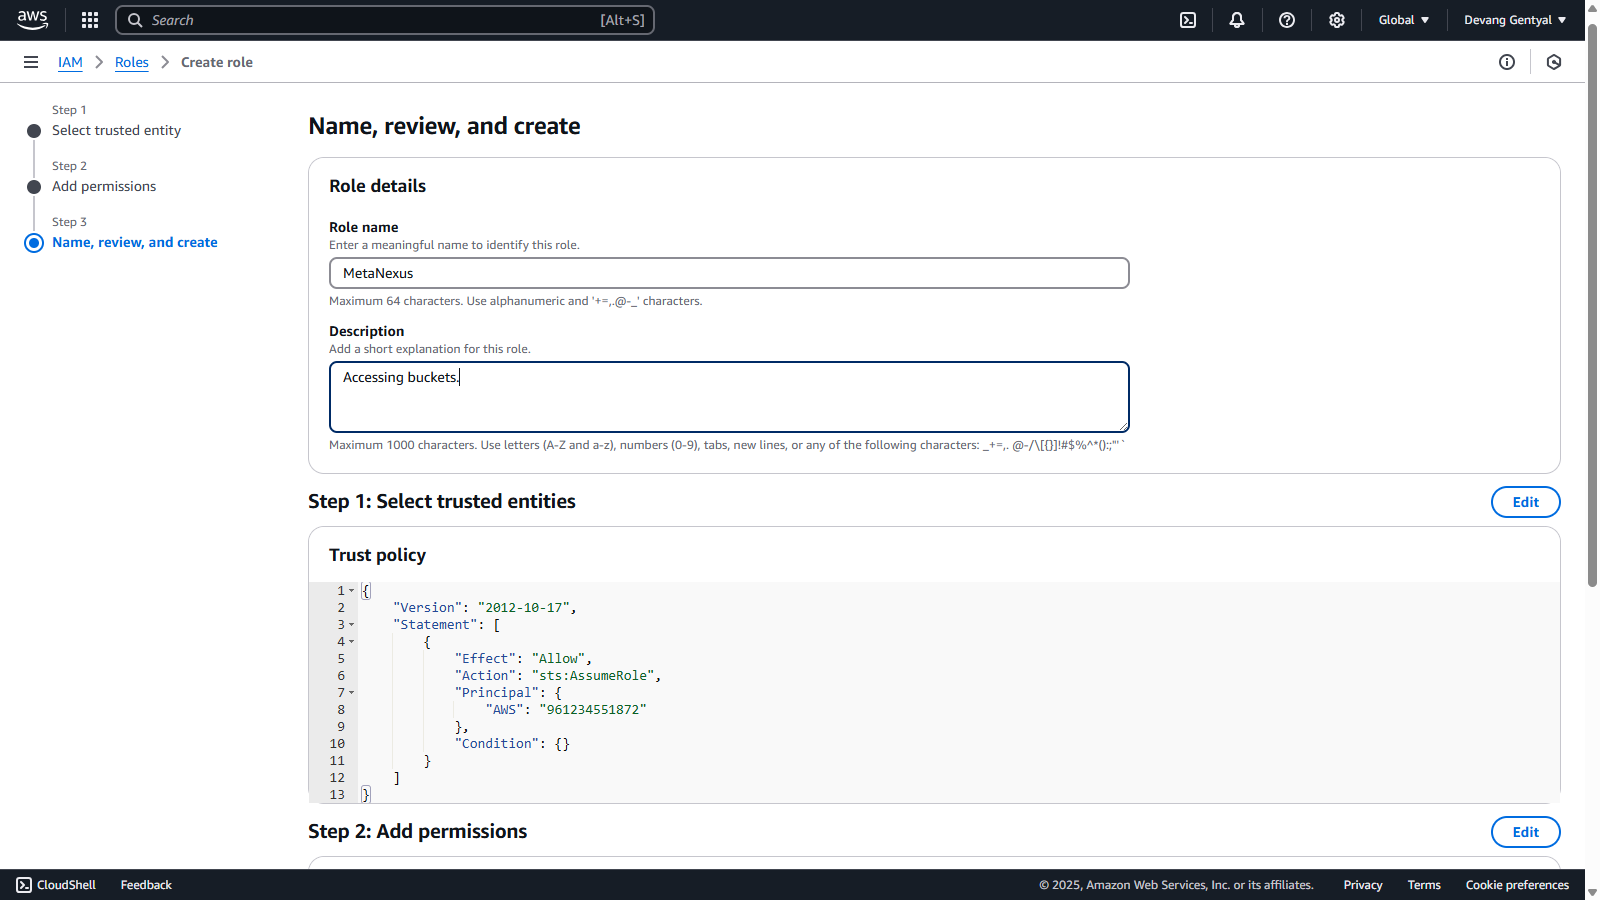 aws
Search [Alt+S]
Global
Devang Gentyal
IAM
Roles
Create role
Step 1
Select trusted entity
Step 2
Add permissions
Step 3
Name, review, and create
Name, review, and create
Role details
Role name
Enter a meaningful name to identify this role.
MetaNexus
Maximum 64 characters. Use alphanumeric and '+=,.@-_' characters.
Description
Add a short explanation for this role.
Accessing buckets.
Maximum 1000 characters. Use letters (A-Z and a-z), numbers (0-9), tabs, new lines, or any of the following characters: _+=,. @-/\[{}]!#$%^*();:"'`
Step 1: Select trusted entities
Edit
Trust policy
1 {
2 "Version": "2012-10-17",
3 "Statement": [
4 {
5 "Effect": "Allow",
6 "Action": "sts:AssumeRole",
7 "Principal": {
8 "AWS": "961234551872"
9 },
10 "Condition": {}
11 }
12 ]
13 }
Step 2: Add permissions
Edit
CloudShell
Feedback
© 2025, Amazon Web Services, Inc. or its affiliates.
Privacy
Terms
Cookie preferences